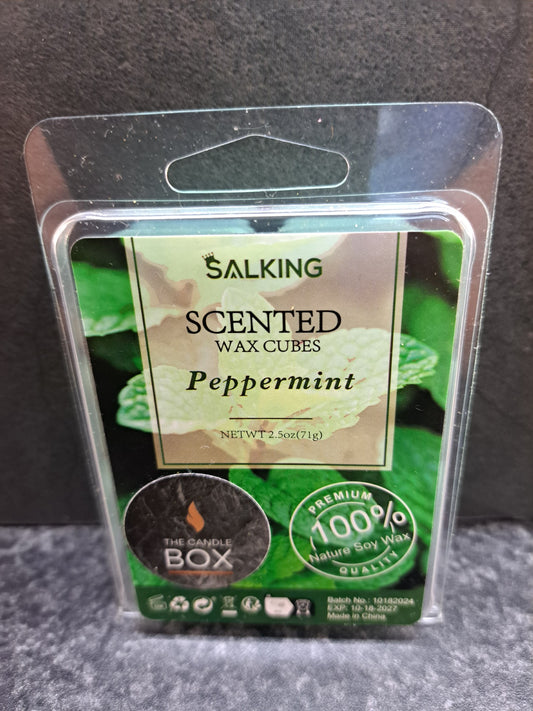 SALKING
SCENTED
WAX CUBES
Peppermint
NETWT 2.5oz(71g)
THE CANDLE
BOX
PREMIUM
100%
Nature Soy Wax
QUALITY
Batch No.: 10182024
EXP: 10-18-2027
Made in China